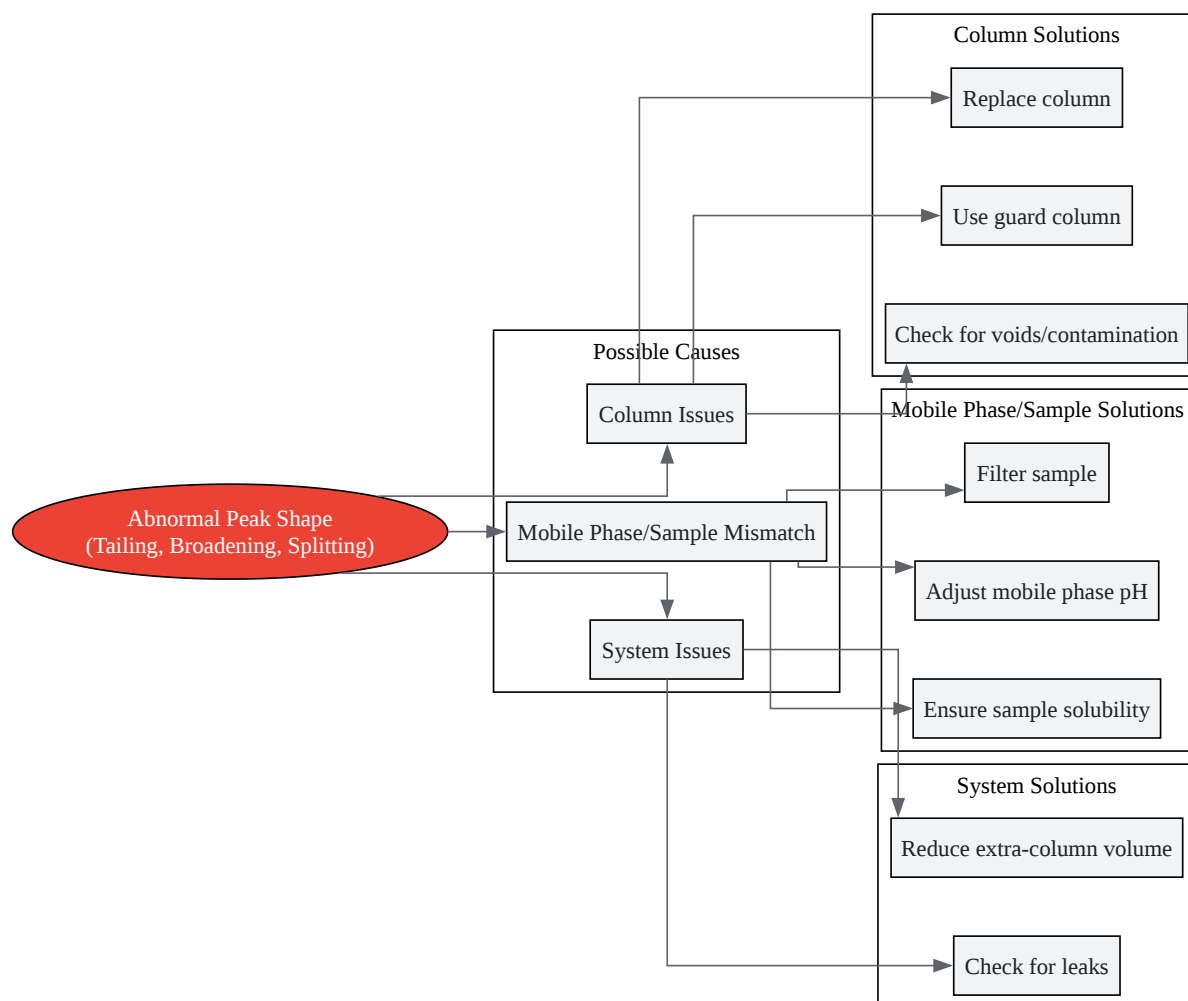 Column Solutions
Replace column
Use guard column
Check for voids/contamination
Possible Causes
Column Issues
Mobile Phase/Sample Mismatch
System Issues
Abnormal Peak Shape
(Tailing, Broadening, Splitting)
Mobile Phase/Sample Solutions
Filter sample
Adjust mobile phase pH
Ensure sample solubility
System Solutions
Reduce extra-column volume
Check for leaks